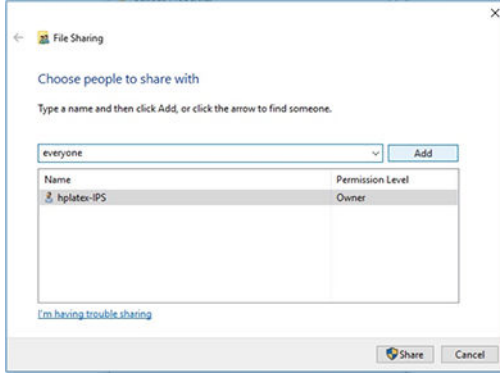 File Sharing
Choose people to share with
Type a name and then click Add, or click the arrow to find someone.
everyone Add
Name Permission Level
hplatex-IPS Owner
I'm having trouble sharing
Share Cancel